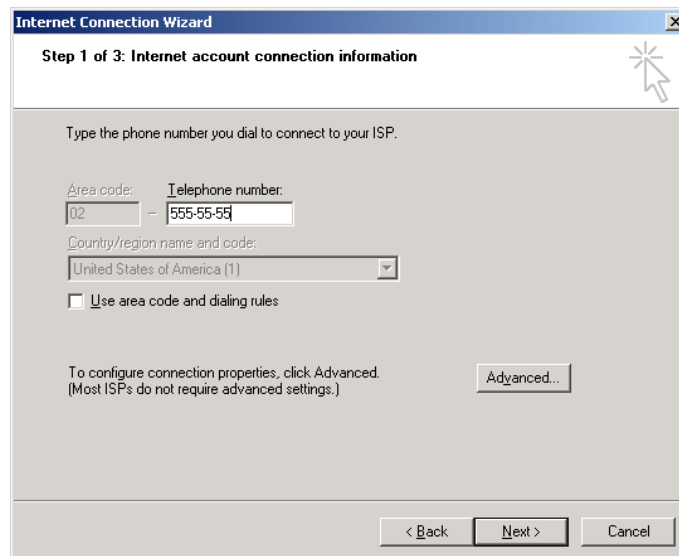 Internet Connection Wizard
Step 1 of 3: Internet account connection information
Type the phone number you dial to connect to your ISP.
Area code: Telephone number:
02 – 555-55-55
Country/region name and code:
United States of America (1)
Use area code and dialing rules
To configure connection properties, click Advanced.
(Most ISPs do not require advanced settings.)
Advanced...
< Back Next > Cancel